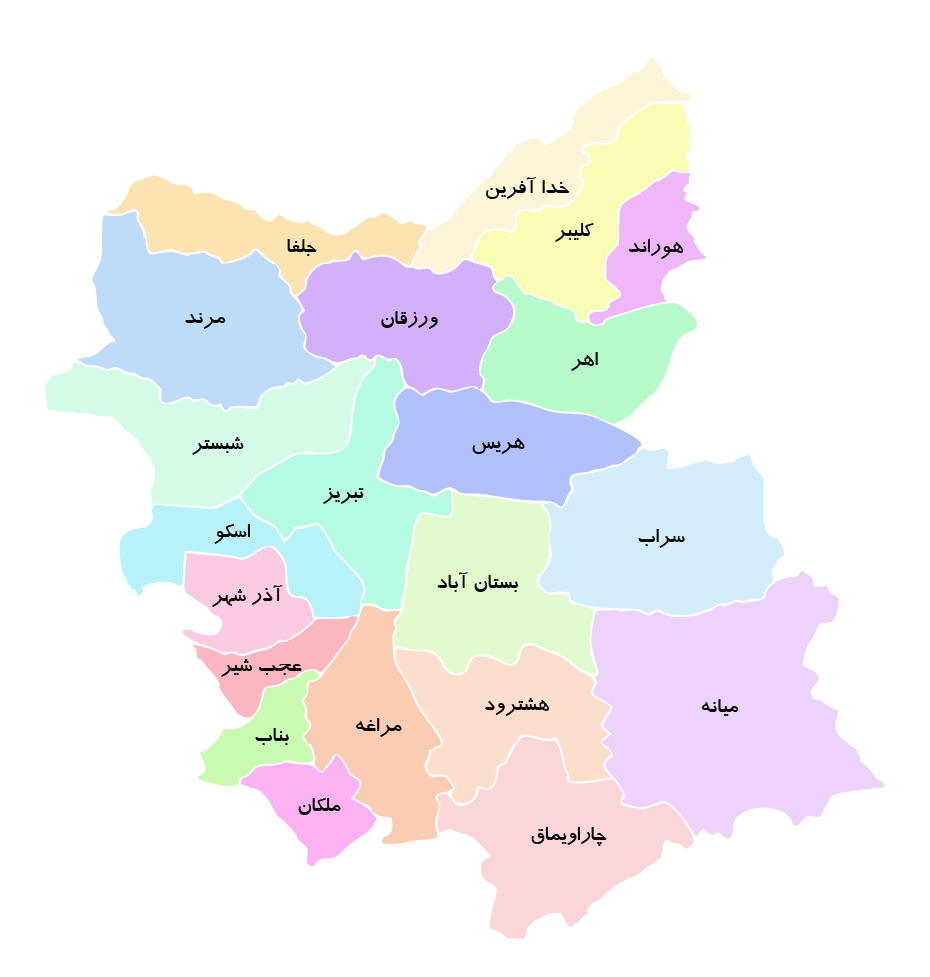 خدا آفرین
کلیبر
هوراند
جلفا
مرند
ورزقان
اهر
شبستر
هریس
تبریز
اسکو
سراب
بستان آباد
آذر شهر
عجب شیر
هشترود
میانه
مراغه
بناب
ملکان
چاراویماق